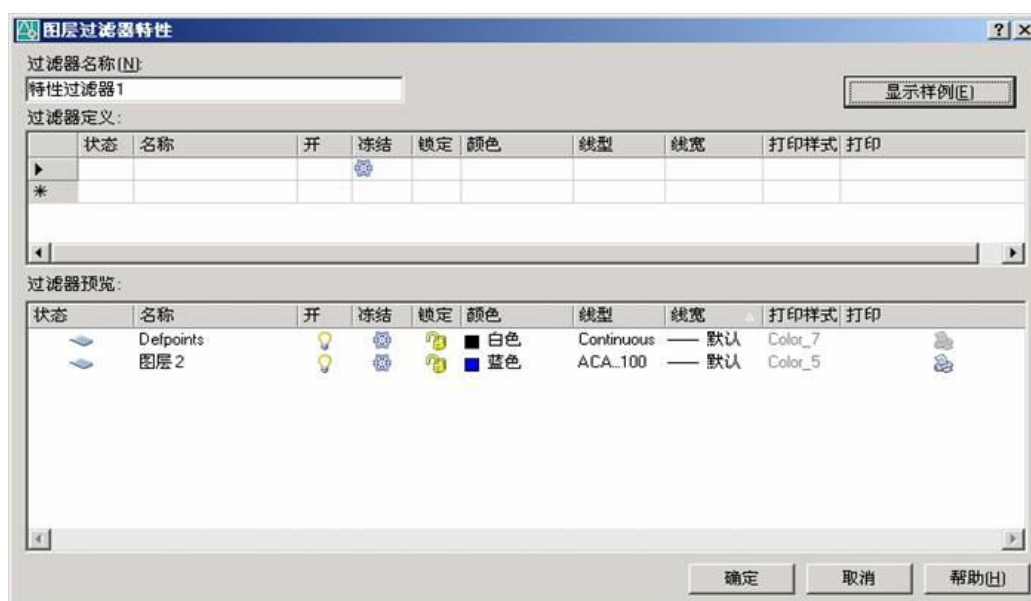 图层过滤器特性
过滤器名称(N):
特性过滤器1
显示样例(E)
过滤器定义:
状态 名称 开 冻结 锁定 颜色 线型 线宽 打印样式 打印
过滤器预览:
状态 名称 开 冻结 锁定 颜色 线型 线宽 打印样式 打印
Defpoints 白色 Continuous 默认 Color_7
图层2 蓝色 ACA...100 默认 Color_5
确定 取消 帮助(H)